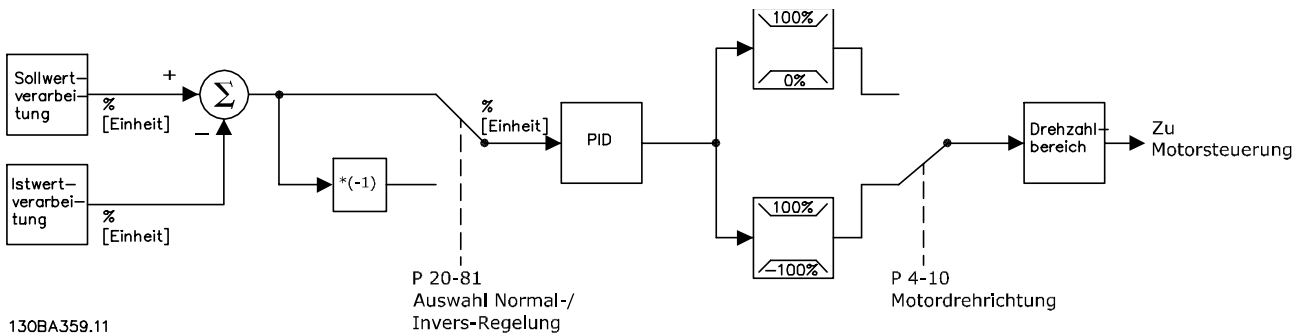 Sollwert-
verarbei-
tung
+
%
[Einheit]
Σ
−
Istwert-
verarbei-
tung
%
[Einheit]
*(-1)
P 20-81
Auswahl Normal-/
Invers-Regelung
%
[Einheit]
PID
100%
0%
100%
-100%
P 4-10
Motordrehrichtung
Drehzahl-
bereich
Zu
Motorsteuerung
130BA359.11